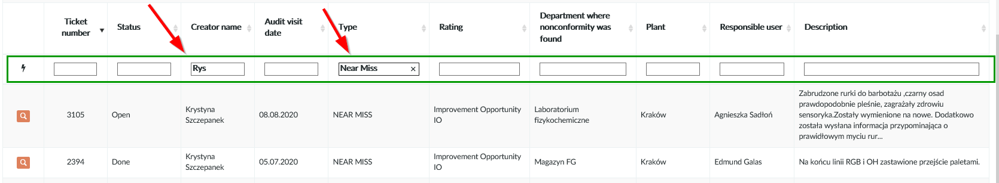 Ticket number
Status
Creator name
Audit visit date
Type
Rating
Department where nonconformity was found
Plant
Responsible user
Description
Rys
Near Miss ×
3105
Open
Krystyna
Szczepanek
08.08.2020
NEAR MISS
Improvement Opportunity
IO
Laboratorium
fizykochemiczne
Kraków
Agnieszka Sadłoń
Zabrudzone rurki do barbotażu ,czarny osad
prawdopodobnie pleśnie, zagrażały zdrowiu
sensoryka.Zostały wymienione na nowe. Dodatkowo
została wysłana informacja przypominająca o
prawidłowym myciu rur...
2394
Done
Krystyna
Szczepanek
05.07.2020
NEAR MISS
Improvement Opportunity
IO
Magazyn FG
Kraków
Edmund Galas
Na końcu linii RGB i OH zastawione przejście paletami.